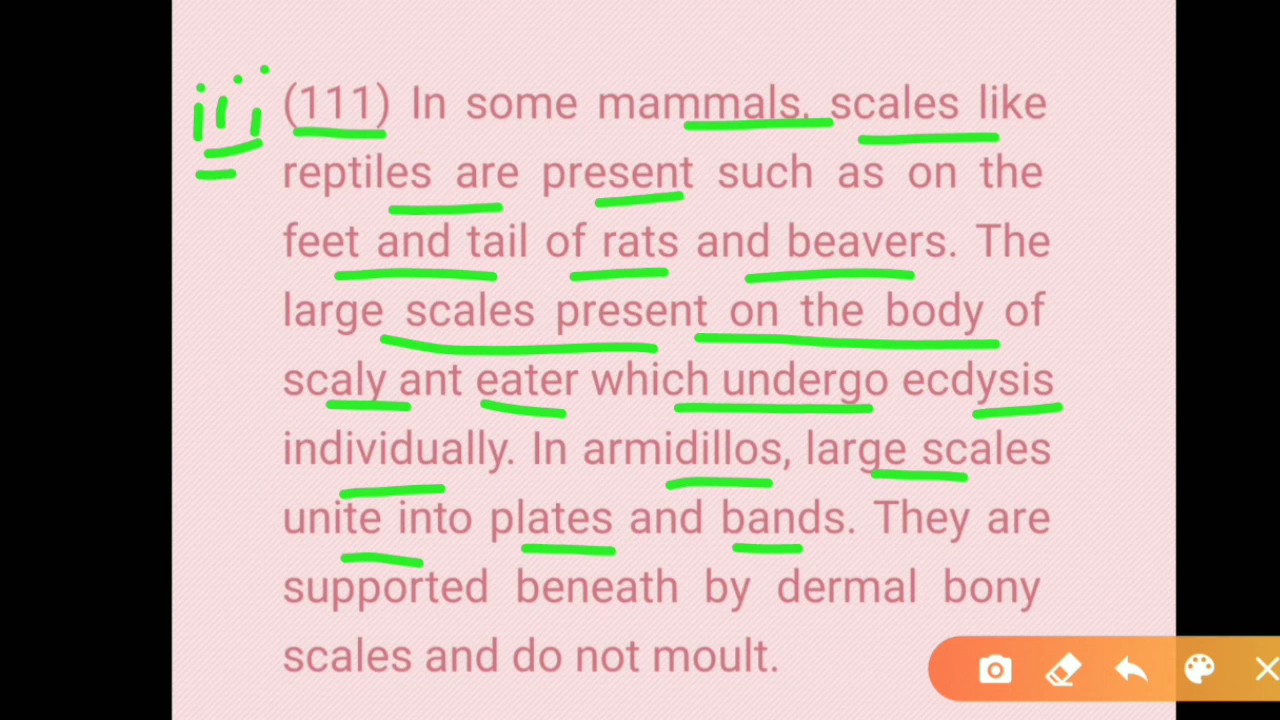 iii (111) In some mammals, scales like
reptiles are present such as on the
feet and tail of rats and beavers. The
large scales present on the body of
scaly ant eater which undergo ecdysis
individually. In armidillos, large scales
unite into plates and bands. They are
supported beneath by dermal bony
scales and do not moult.